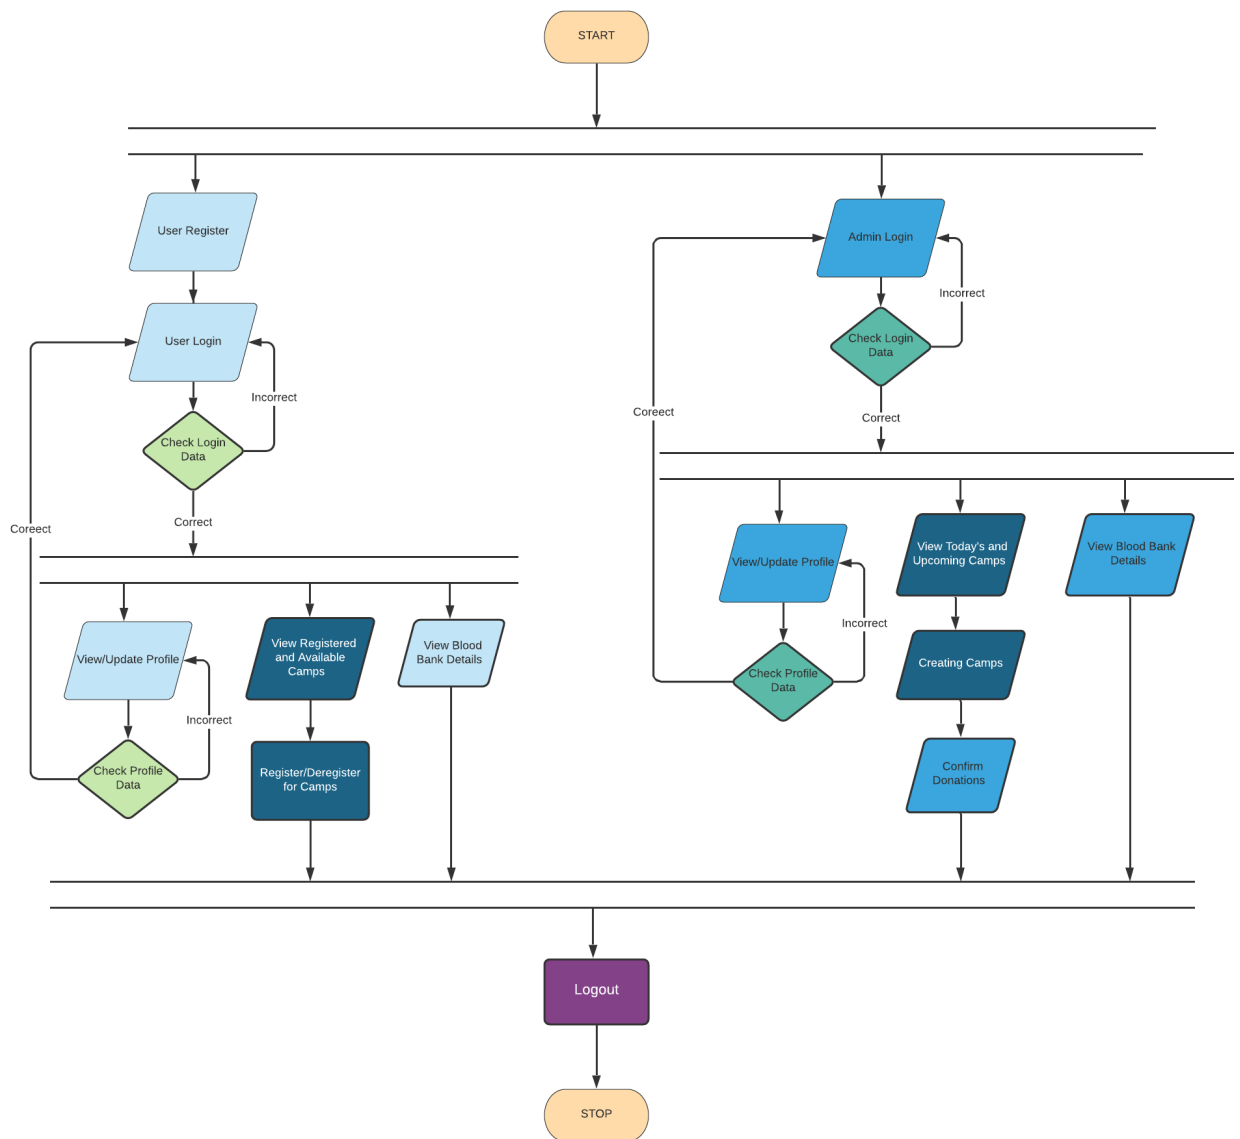 START
User Register
User Login
Incorrect
Check Login
Data
Correct
Coreect
View/Update Profile
Incorrect
Check Profile
Data
View Registered
and Available
Camps
Register/Deregister
for Camps
View Blood
Bank Details
Admin Login
Incorrect
Check Login
Data
Correct
Coreect
View/Update Profile
Incorrect
Check Profile
Data
View Today's and
Upcoming Camps
Creating Camps
Confirm
Donations
View Blood Bank
Details
Logout
STOP